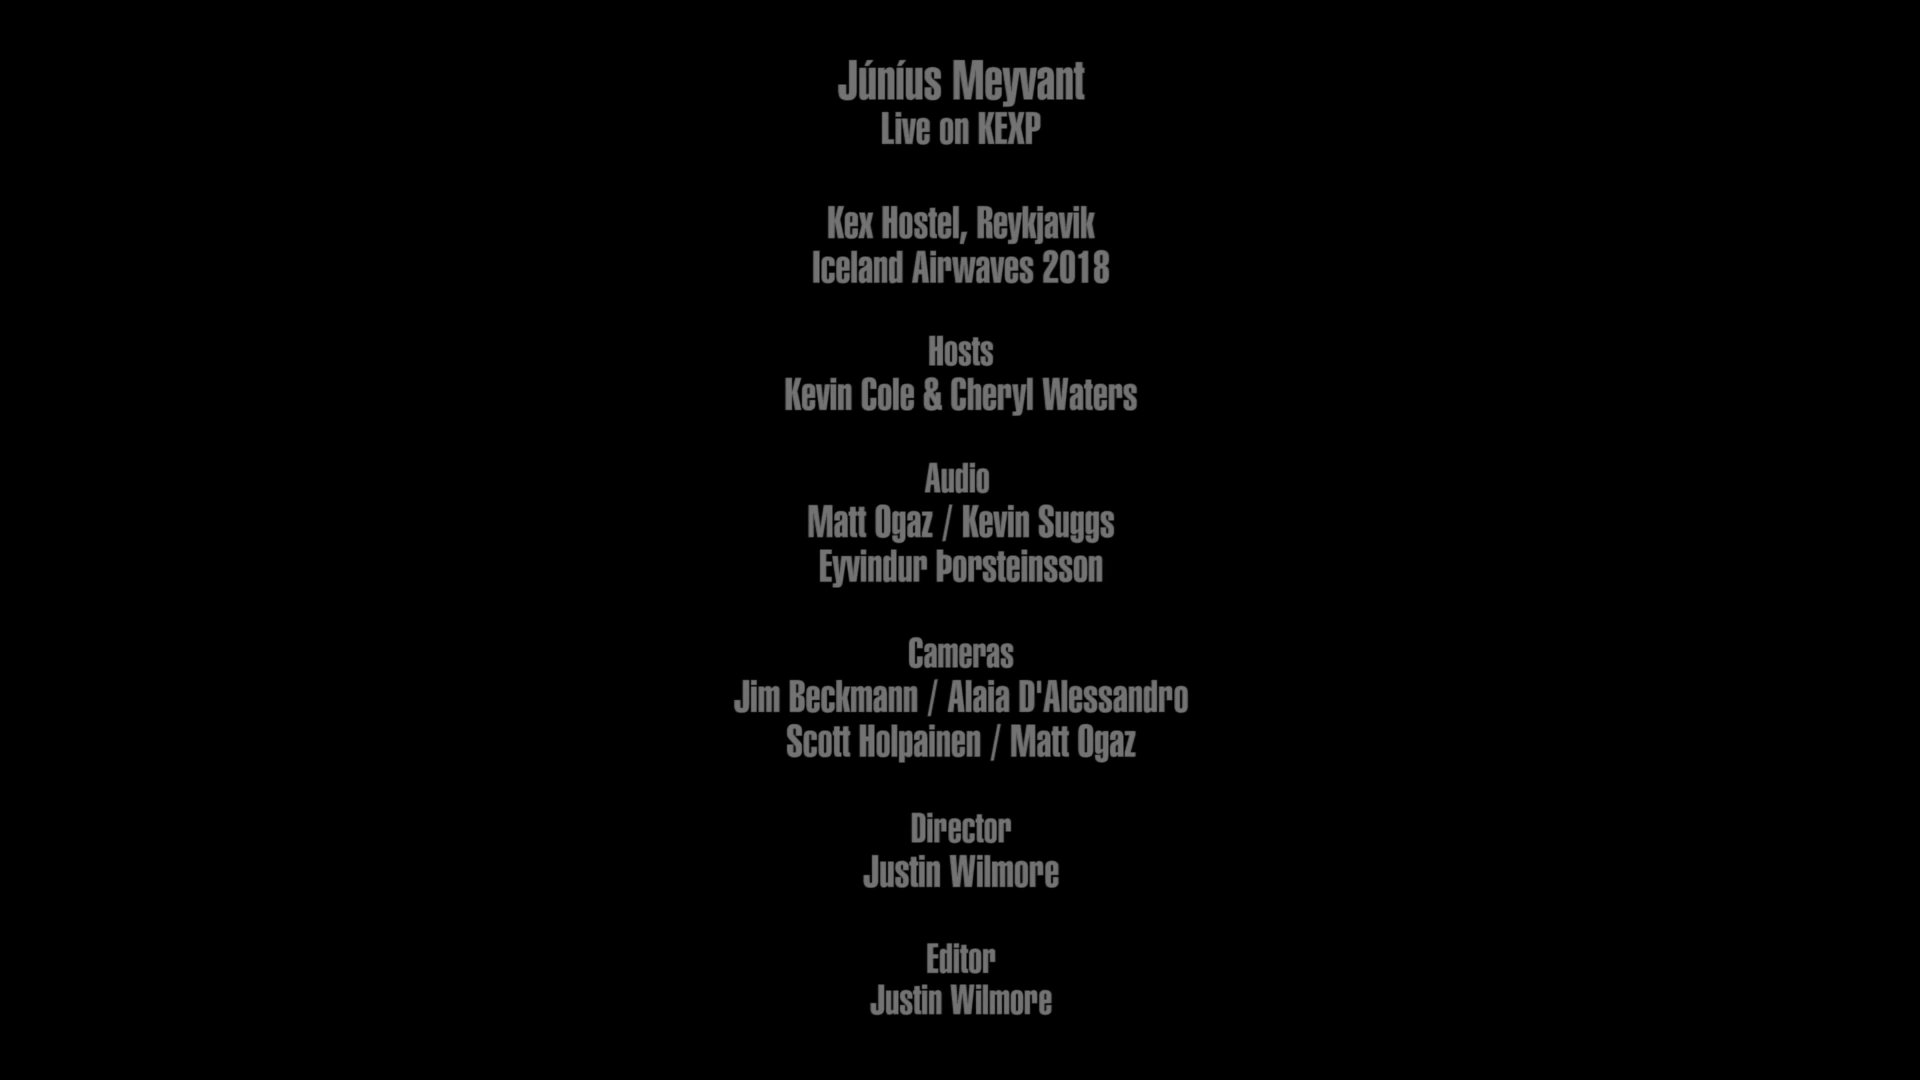 Júníus Meyvant
Live on KEXP
Kex Hostel, Reykjavik
Iceland Airwaves 2018
Hosts
Kevin Cole & Cheryl Waters
Audio
Matt Ogaz / Kevin Suggs
Eyvindur Þorsteinsson
Cameras
Jim Beckmann / Alaia D'Alessandro
Scott Holpainen / Matt Ogaz
Director
Justin Wilmore
Editor
Justin Wilmore